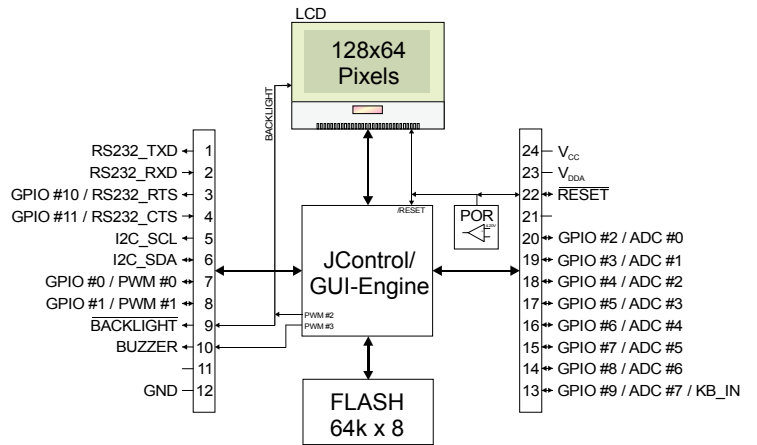 LCD
128x64
Pixels
BACKLIGHT
RS232_TXD 1
RS232_RXD 2
GPIO #10 / RS232_RTS 3
GPIO #11 / RS232_CTS 4
I2C_SCL 5
I2C_SDA 6
GPIO #0 / PWM #0 7
GPIO #1 / PWM #1 8
BACKLIGHT 9
BUZZER 10
11
GND 12
/RESET
JControl/
GUI-Engine
PWM #2
PWM #3
POR
FLASH
64k x 8
24 VCC
23 VDDA
22 RESET
21
20 GPIO #2 / ADC #0
19 GPIO #3 / ADC #1
18 GPIO #4 / ADC #2
17 GPIO #5 / ADC #3
16 GPIO #6 / ADC #4
15 GPIO #7 / ADC #5
14 GPIO #8 / ADC #6
13 GPIO #9 / ADC #7 / KB_IN